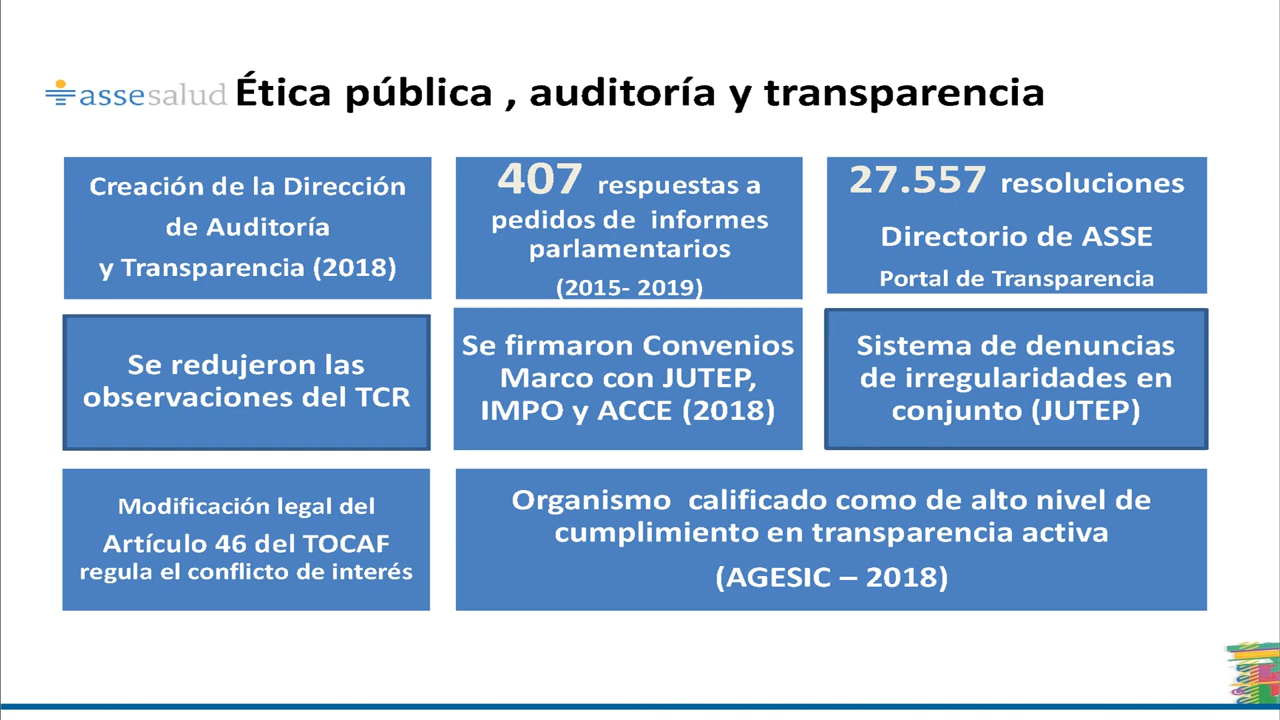 assesalud Ética pública , auditoría y transparencia
Creación de la Dirección
de Auditoría
y Transparencia (2018)
407 respuestas a
pedidos de informes
parlamentarios
(2015- 2019)
27.557 resoluciones
Directorio de ASSE
Portal de Transparencia
Se redujeron las
observaciones del TCR
Se firmaron Convenios
Marco con JUTEP,
IMPO y ACCE (2018)
Sistema de denuncias
de irregularidades en
conjunto (JUTEP)
Modificación legal del
Artículo 46 del TOCAF
regula el conflicto de interés
Organismo calificado como de alto nivel de
cumplimiento en transparencia activa
(AGESIC – 2018)